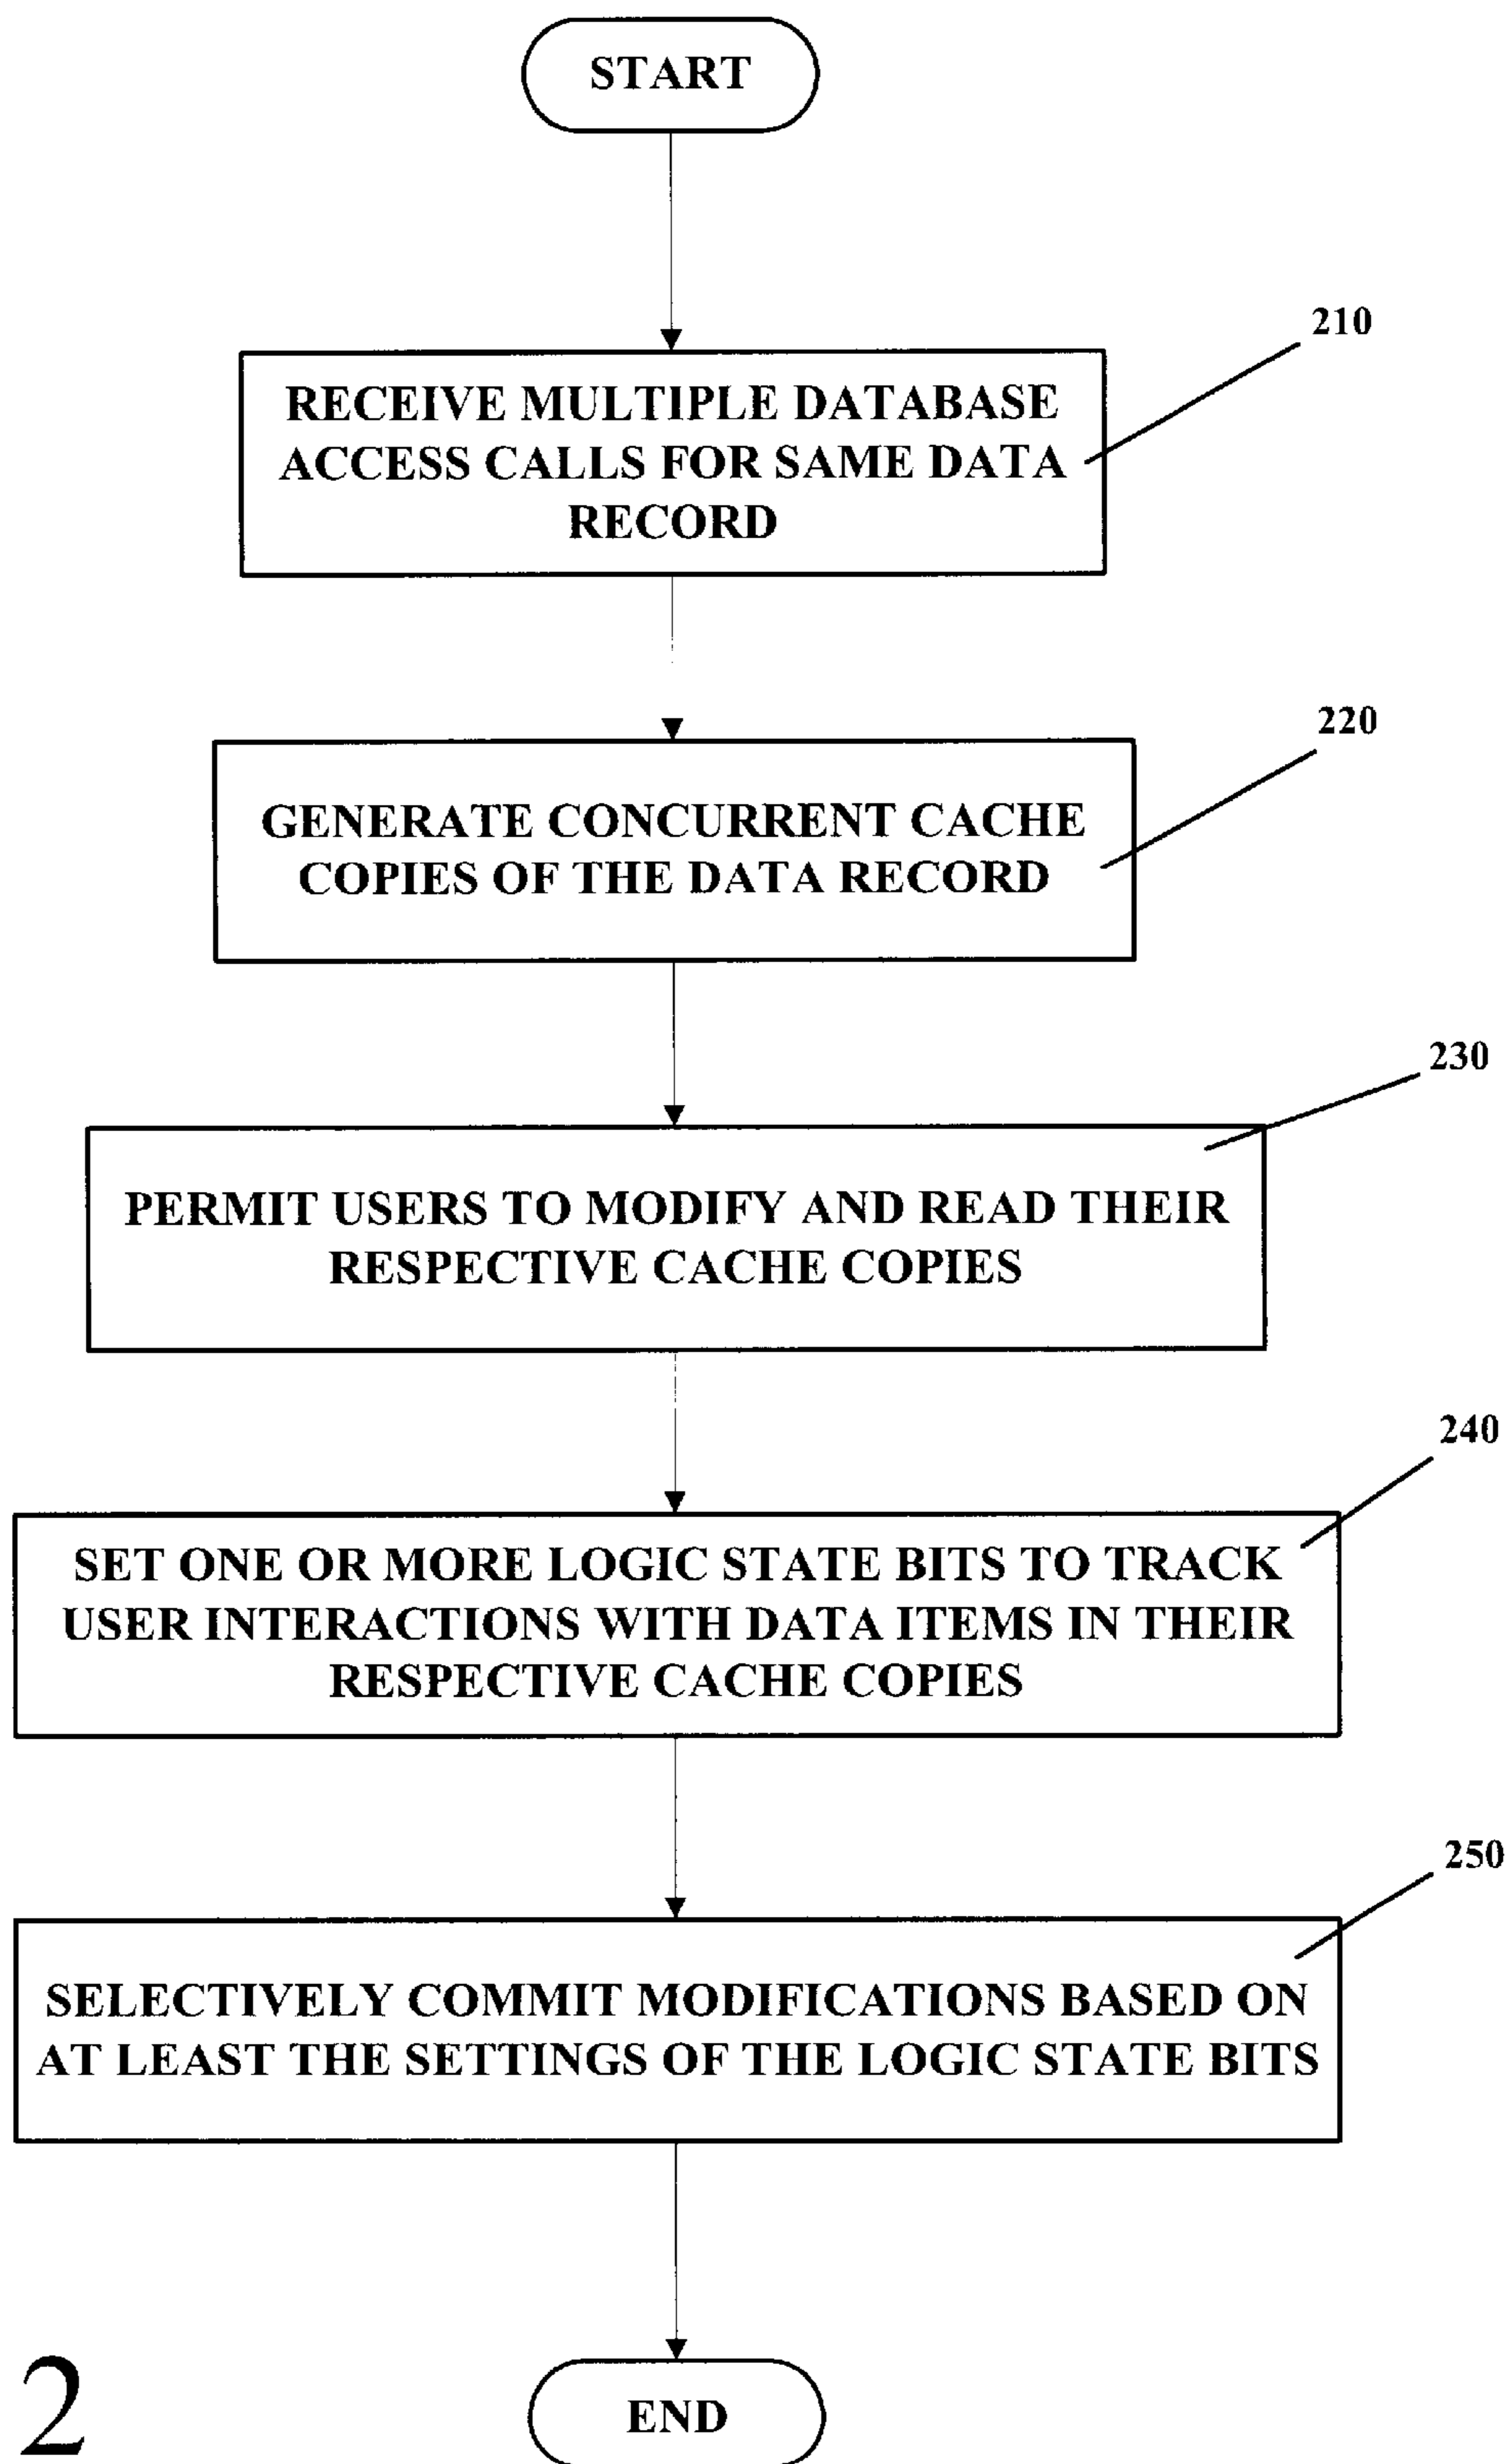 START
210
RECEIVE MULTIPLE DATABASE
ACCESS CALLS FOR SAME DATA
RECORD
220
GENERATE CONCURRENT CACHE
COPIES OF THE DATA RECORD
230
PERMIT USERS TO MODIFY AND READ THEIR
RESPECTIVE CACHE COPIES
240
SET ONE OR MORE LOGIC STATE BITS TO TRACK
USER INTERACTIONS WITH DATA ITEMS IN THEIR
RESPECTIVE CACHE COPIES
250
SELECTIVELY COMMIT MODIFICATIONS BASED ON
AT LEAST THE SETTINGS OF THE LOGIC STATE BITS
END
2